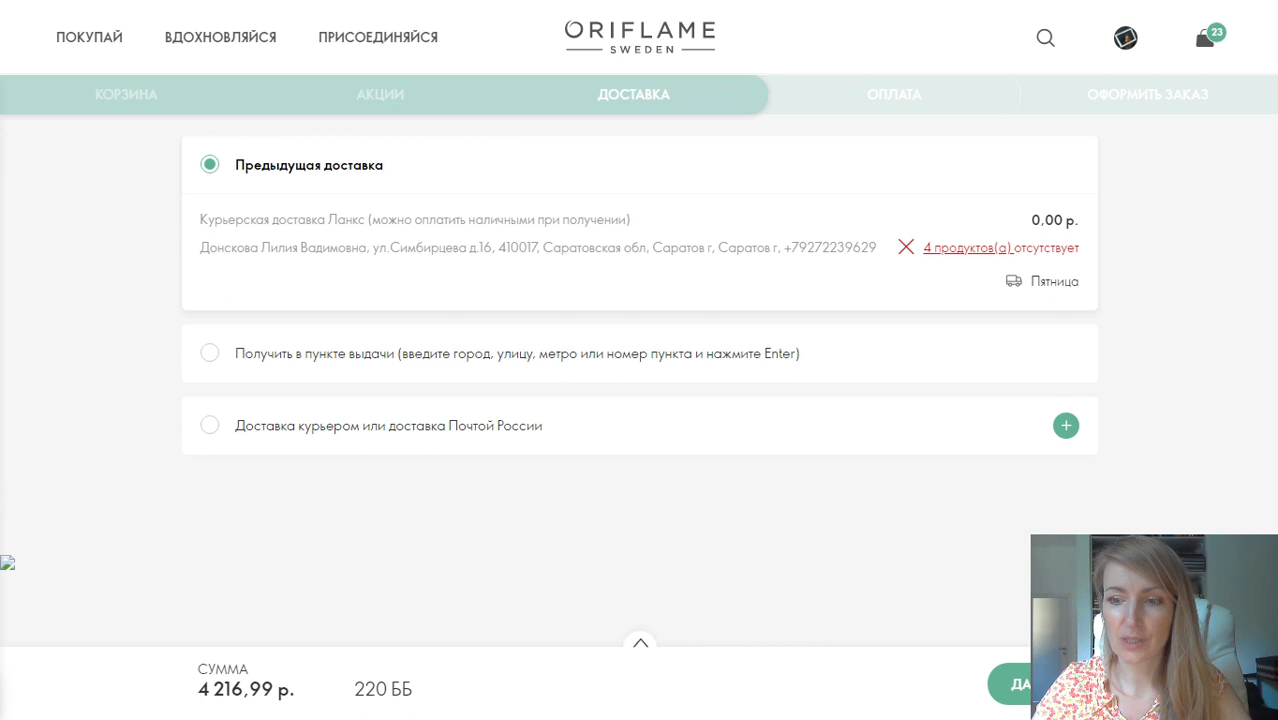 ПОКУПАЙ
ВДОХНОВЛЯЙСЯ
ПРИСОЕДИНЯЙСЯ
ORIFLAME
SWEDEN
23
КОРЗИНА
АКЦИИ
ДОСТАВКА
ОПЛАТА
ОФОРМИТЬ ЗАКАЗ
Предыдущая доставка
Курьерская доставка Ланкс (можно оплатить наличными при получении)
0,00 р.
Донскова Лилия Вадимовна, ул.Симбирцева д.16, 410017, Саратовская обл, Саратов г, Саратов г, +79272239629
4 продуктов(а) отсутствует
Пятница
Получить в пункте выдачи (введите город, улицу, метро или номер пункта и нажмите Enter)
Доставка курьером или доставка Почтой России
СУММА
4 216,99 р.
220 ББ